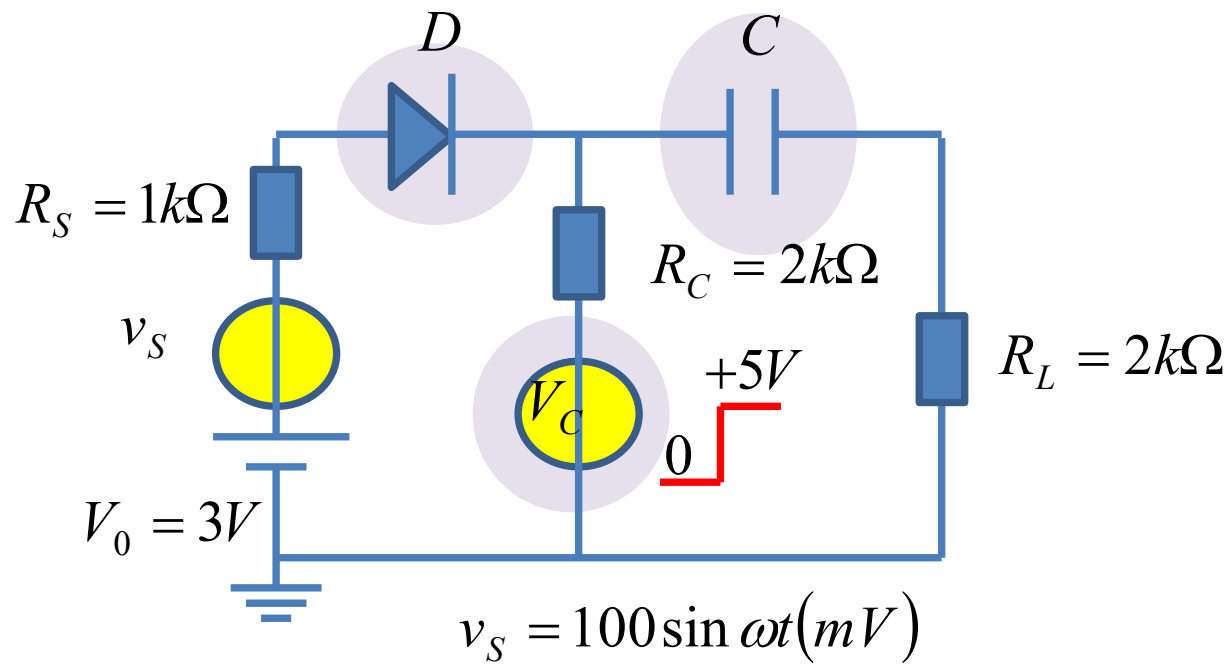 D
C
R_S = 1kΩ
R_C = 2kΩ
v_S
+5V
R_L = 2kΩ
V_C
0
V_0 = 3V
v_S = 100 sin ωt(mV)